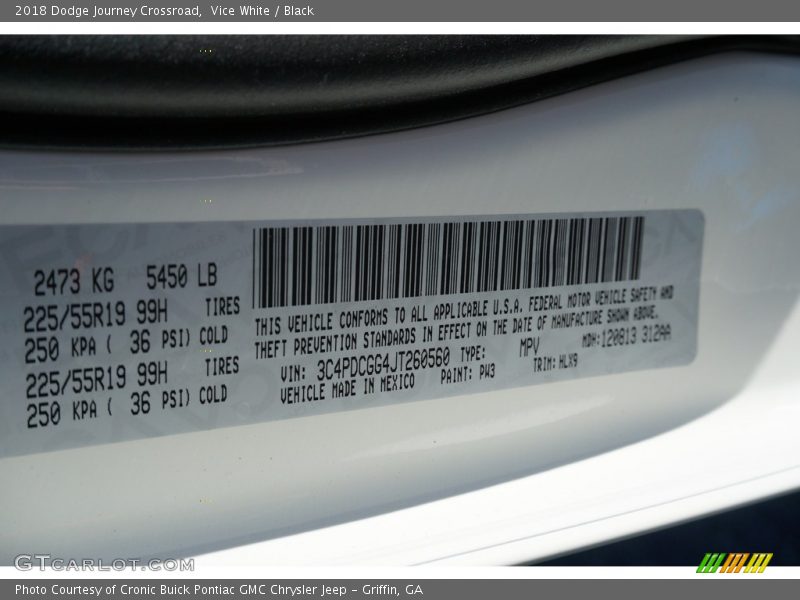 2018 Dodge Journey Crossroad, Vice White / Black
2473 KG 5450 LB
225/55R19 99H TIRES
250 KPA ( 36 PSI) COLD
225/55R19 99H TIRES
250 KPA ( 36 PSI) COLD
THIS VEHICLE CONFORMS TO ALL APPLICABLE U.S.A. FEDERAL MOTOR VEHICLE SAFETY AND
THEFT PREVENTION STANDARDS IN EFFECT ON THE DATE OF MANUFACTURE SHOWN ABOVE.
VIN: 3C4PDCGG4JT260560 TYPE: MPV MDH:120813 312AA
VEHICLE MADE IN MEXICO PAINT: PW3 TRIM: HLX9
GTCARLOT.COM
Photo Courtesy of Cronic Buick Pontiac GMC Chrysler Jeep - Griffin, GA